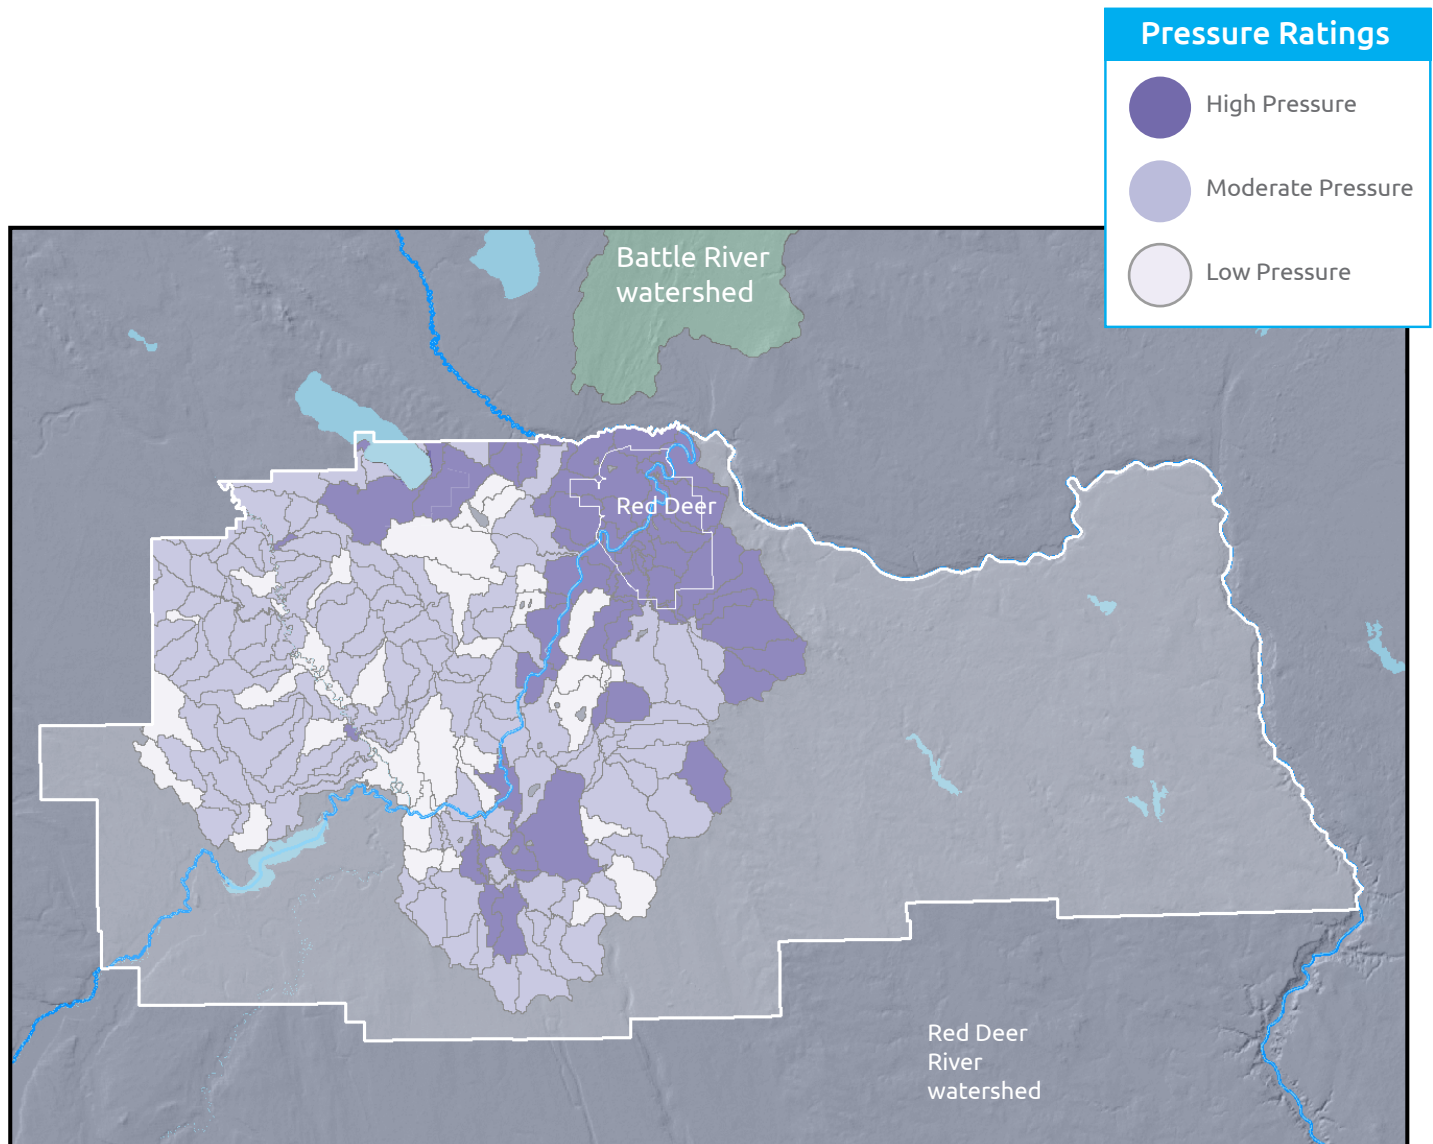 Pressure Ratings
High Pressure
Moderate Pressure
Low Pressure
Battle River
watershed
Red Deer
Red Deer
River
watershed